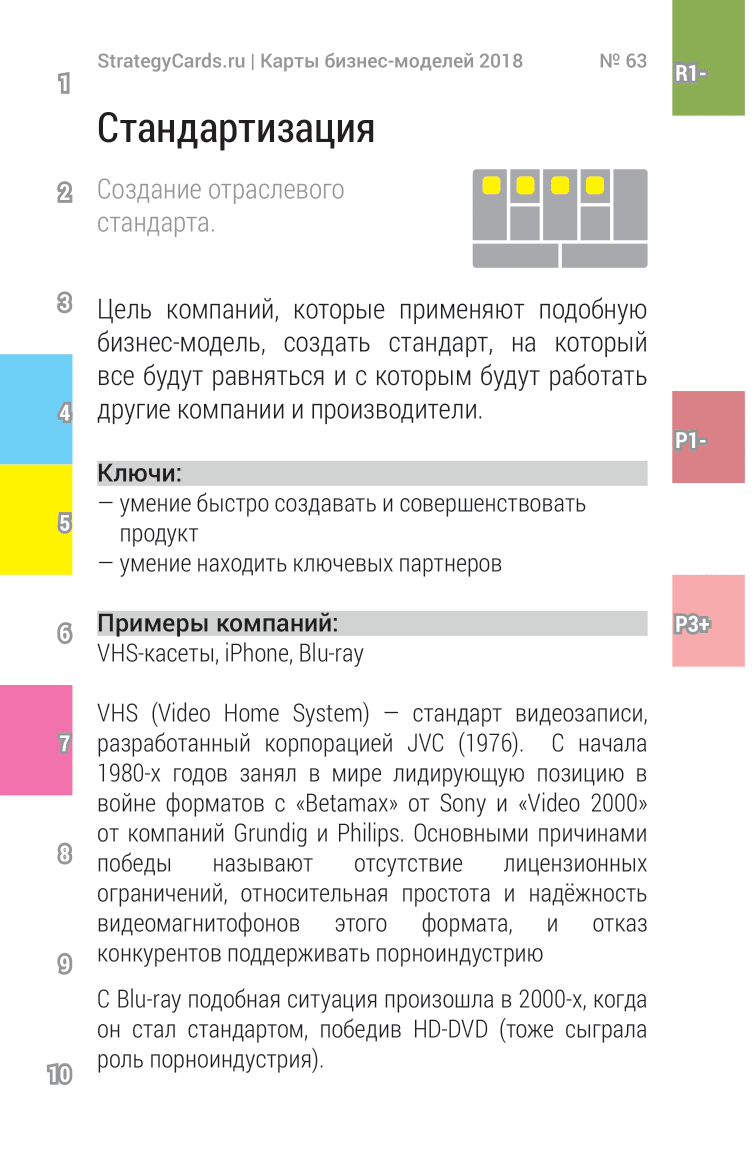 StrategyCards.ru | Карты бизнес-моделей 2018 № 63
R1-
1
Стандартизация
2
Создание отраслевого
стандарта.
3
Цель компаний, которые применяют подобную
бизнес-модель, создать стандарт, на который
все будут равняться и с которым будут работать
4
другие компании и производители.
P1-
Ключи:
— умение быстро создавать и совершенствовать
5
продукт
— умение находить ключевых партнеров
Примеры компаний:
P3+
6
VHS-касеты, iPhone, Blu-ray
VHS (Video Home System) — стандарт видеозаписи,
7
разработанный корпорацией JVC (1976). С начала
1980-х годов занял в мире лидирующую позицию в
войне форматов с «Betamax» от Sony и «Video 2000»
от компаний Grundig и Philips. Основными причинами
8
победы называют отсутствие лицензионных
ограничений, относительная простота и надёжность
видеомагнитофонов этого формата, и отказ
конкурентов поддерживать порноиндустрию
9
С Blu-ray подобная ситуация произошла в 2000-х, когда
он стал стандартом, победив HD-DVD (тоже сыграла
роль порноиндустрия).
10